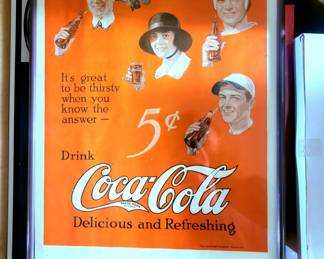 It's great
to be thirsty
when you
know the
answer —
5¢
Drink
Coca-Cola
Delicious and Refreshing